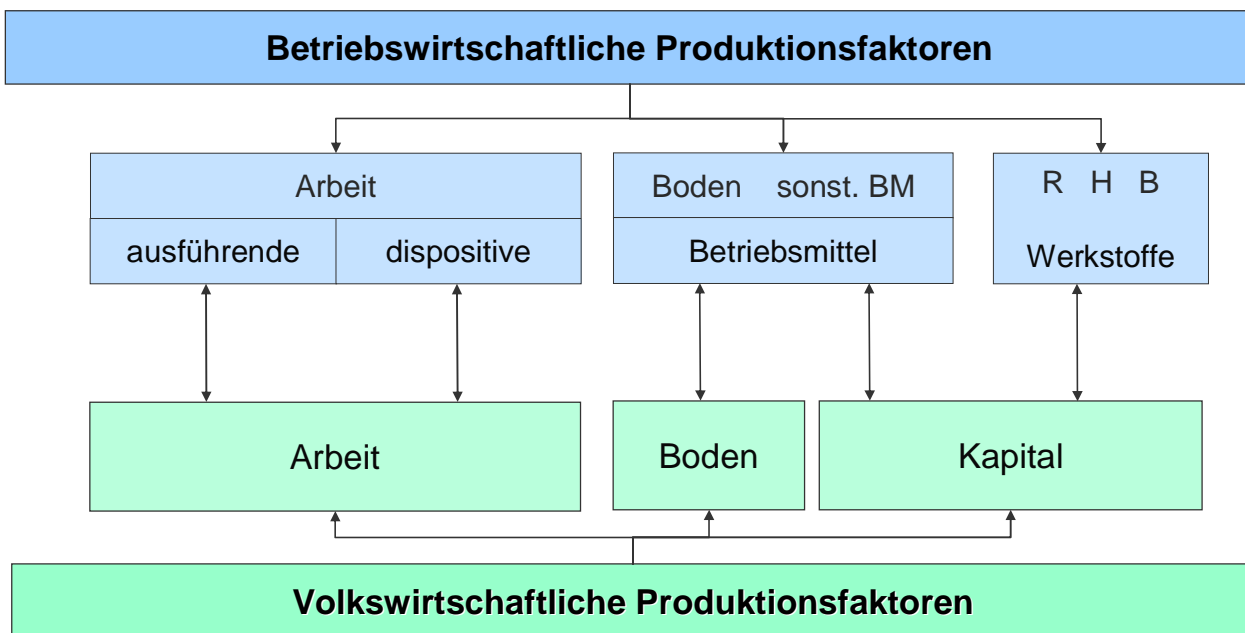 Betriebswirtschaftliche Produktionsfaktoren
Arbeit
ausführende dispositive
Boden sonst. BM
Betriebsmittel
R H B
Werkstoffe
Arbeit
Boden
Kapital
Volkswirtschaftliche Produktionsfaktoren